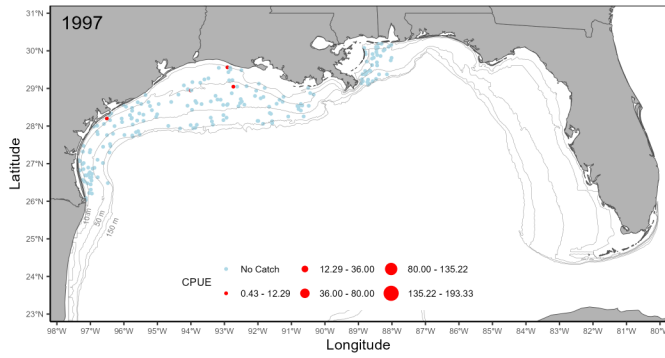 1997
31°N
30°N
29°N
28°N
27°N
26°N
25°N
24°N
23°N
Latitude
10 m
50 m
150 m
CPUE
No Catch
12.29 - 36.00
80.00 - 135.22
0.43 - 12.29
36.00 - 80.00
135.22 - 193.33
98°W 97°W 96°W 95°W 94°W 93°W 92°W 91°W 90°W 89°W 88°W 87°W 86°W 85°W 84°W 83°W 82°W 81°W 80°W
Longitude